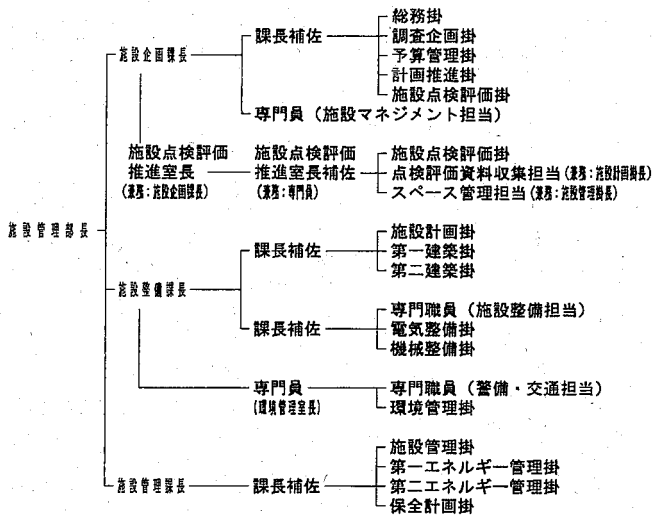 総務掛
課長補佐
調査企画掛
施設企画課長
予算管理掛
計画推進掛
施設点検評価掛
専門員（施設マネジメント担当）
施設点検評価
推進室長
(兼務：施設企画課長)
施設点検評価
推進室長補佐
(兼務：専門員)
施設点検評価掛
点検評価資料収集担当(兼務：施設計画掛長)
スペース管理担当(兼務：施設管理掛長)
施設管理部長
施設計画掛
課長補佐
第一建築掛
第二建築掛
施設整備課長
専門職員（施設整備担当）
課長補佐
電気整備掛
機械整備掛
専門員
(環境管理室長)
専門職員（警備・交通担当）
環境管理掛
施設管理掛
第一エネルギー管理掛
施設管理課長
課長補佐
第二エネルギー管理掛
保全計画掛